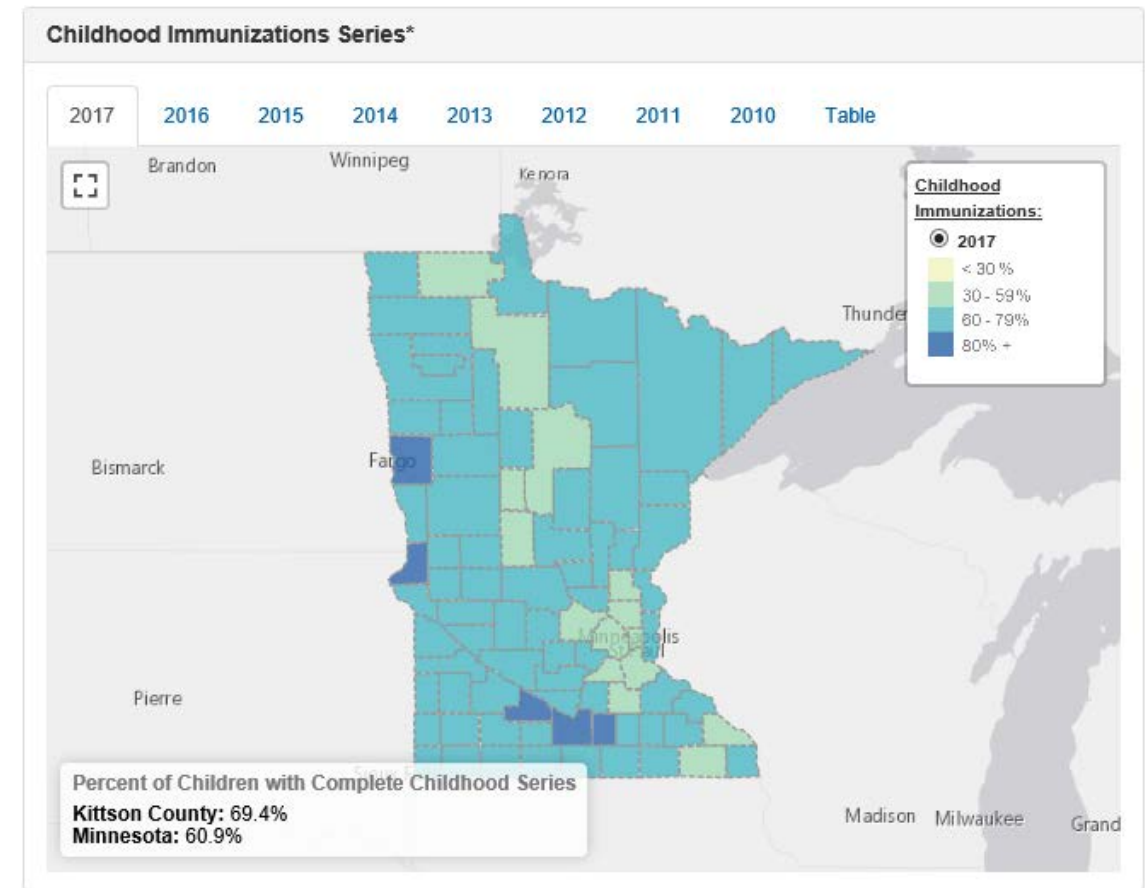 Childhood Immunizations Series*
2017 2016 2015 2014 2013 2012 2011 2010 Table
Brandon
Winnipeg
Kenora
Childhood
Immunizations:
2017
< 30 %
30 - 59%
60 - 79%
80% +
Thunde
Bismarck
Fargo
Minneapolis
St Paul
Pierre
Percent of Children with Complete Childhood Series
Kittson County: 69.4%
Minnesota: 60.9%
Madison
Milwaukee
Grand